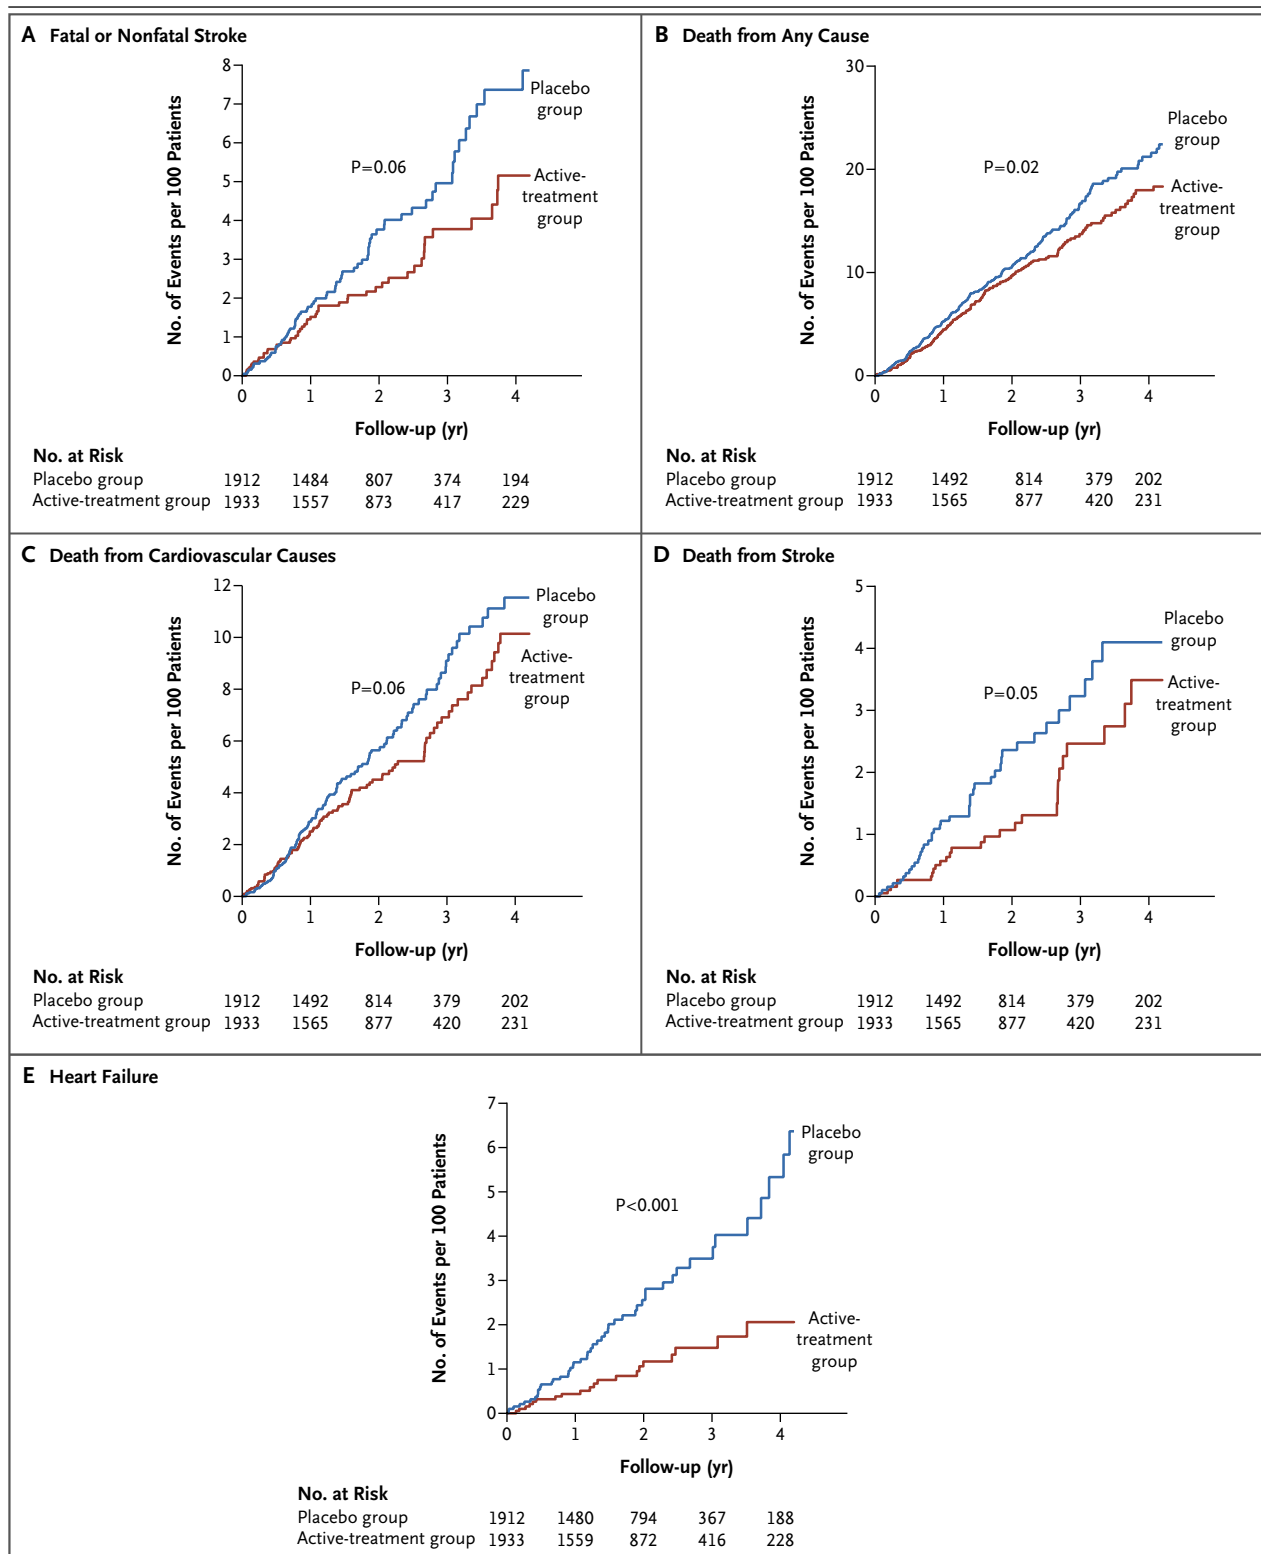 A Fatal or Nonfatal Stroke
No. of Events per 100 Patients
8
7
6
5
4
3
2
1
0
0 1 2 3 4
Placebo
group
P=0.06
Active-
treatment
group
Follow-up (yr)
No. at Risk
Placebo group 1912 1484 807 374 194
Active-treatment group 1933 1557 873 417 229
B Death from Any Cause
No. of Events per 100 Patients
30
20
10
0
0 1 2 3 4
Placebo
group
P=0.02
Active-
treatment
group
Follow-up (yr)
No. at Risk
Placebo group 1912 1492 814 379 202
Active-treatment group 1933 1565 877 420 231
C Death from Cardiovascular Causes
No. of Events per 100 Patients
12
10
8
6
4
2
0
0 1 2 3 4
Placebo
group
P=0.06
Active-
treatment
group
Follow-up (yr)
No. at Risk
Placebo group 1912 1492 814 379 202
Active-treatment group 1933 1565 877 420 231
D Death from Stroke
No. of Events per 100 Patients
5
4
3
2
1
0
0 1 2 3 4
Placebo
group
P=0.05
Active-
treatment
group
Follow-up (yr)
No. at Risk
Placebo group 1912 1492 814 379 202
Active-treatment group 1933 1565 877 420 231
E Heart Failure
No. of Events per 100 Patients
7
6
5
4
3
2
1
0
0 1 2 3 4
Placebo
group
P<0.001
Active-
treatment
group
Follow-up (yr)
No. at Risk
Placebo group 1912 1480 794 367 188
Active-treatment group 1933 1559 872 416 228